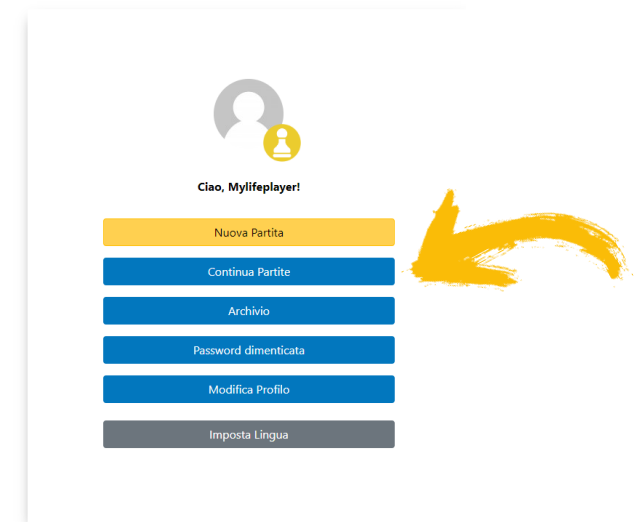 Ciao, Mylifeplayer!
Nuova Partita
Continua Partite
Archivio
Password dimenticata
Modifica Profilo
Imposta Lingua